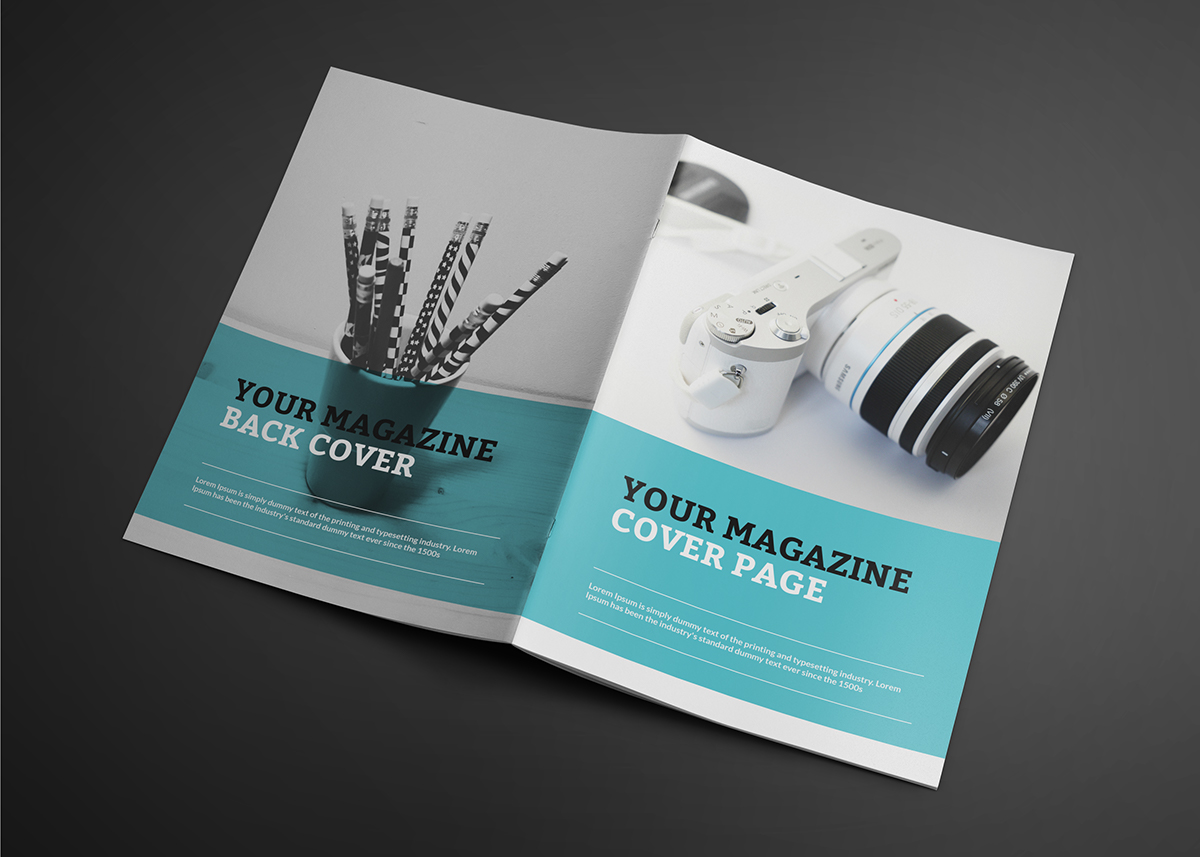 YOUR MAGAZINE
BACK COVER
Lorem Ipsum is simply dummy text of the printing and typesetting industry. Lorem
Ipsum has been the industry's standard dummy text ever since the 1500s
SAMSUNG
YOUR MAGAZINE
COVER PAGE
Lorem Ipsum is simply dummy text of the printing and typesetting industry. Lorem
Ipsum has been the industry's standard dummy text ever since the 1500s